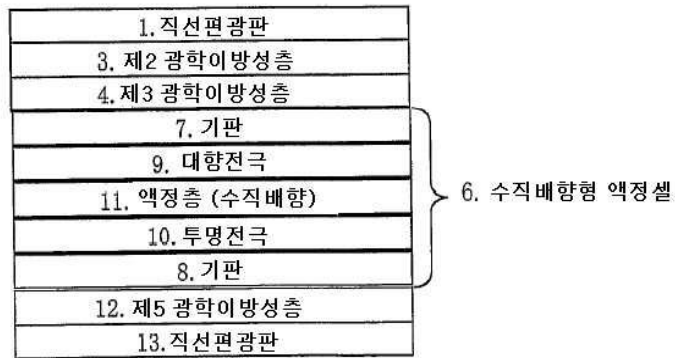 1.직선편광판
3. 제2 광학이방성층
4.제3 광학이방성층
7. 기판
9. 대향전극
11. 액정층 (수직배향)
10.투명전극
8.기판
6. 수직배향형 액정셀
12. 제5 광학이방성층
13.직선편광판